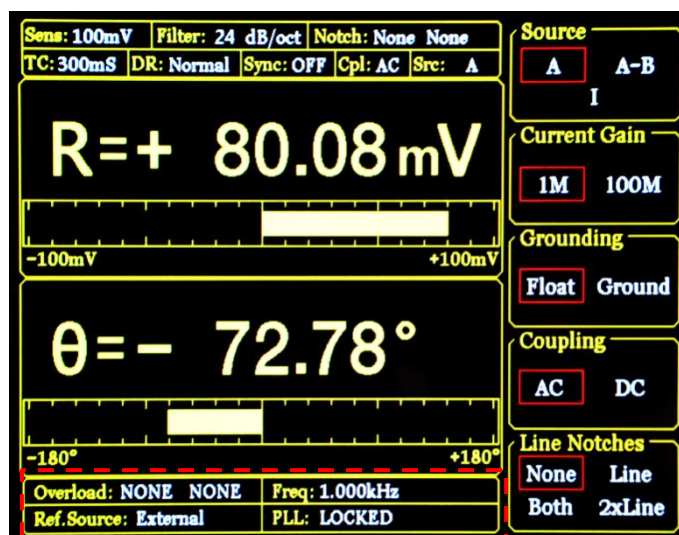 Sens: 100mV Filter: 24 dB/oct Notch: None None
TC: 300mS DR: Normal Sync: OFF Cpl: AC Src: A
R=+ 80.08 mV
-100mV +100mV
θ=- 72.78°
-180° +180°
Overload: NONE NONE Freq: 1.000kHz
Ref.Source: External PLL: LOCKED
Source
A A-B
I
Current Gain
1M 100M
Grounding
Float Ground
Coupling
AC DC
Line Notches
None Line
Both 2xLine